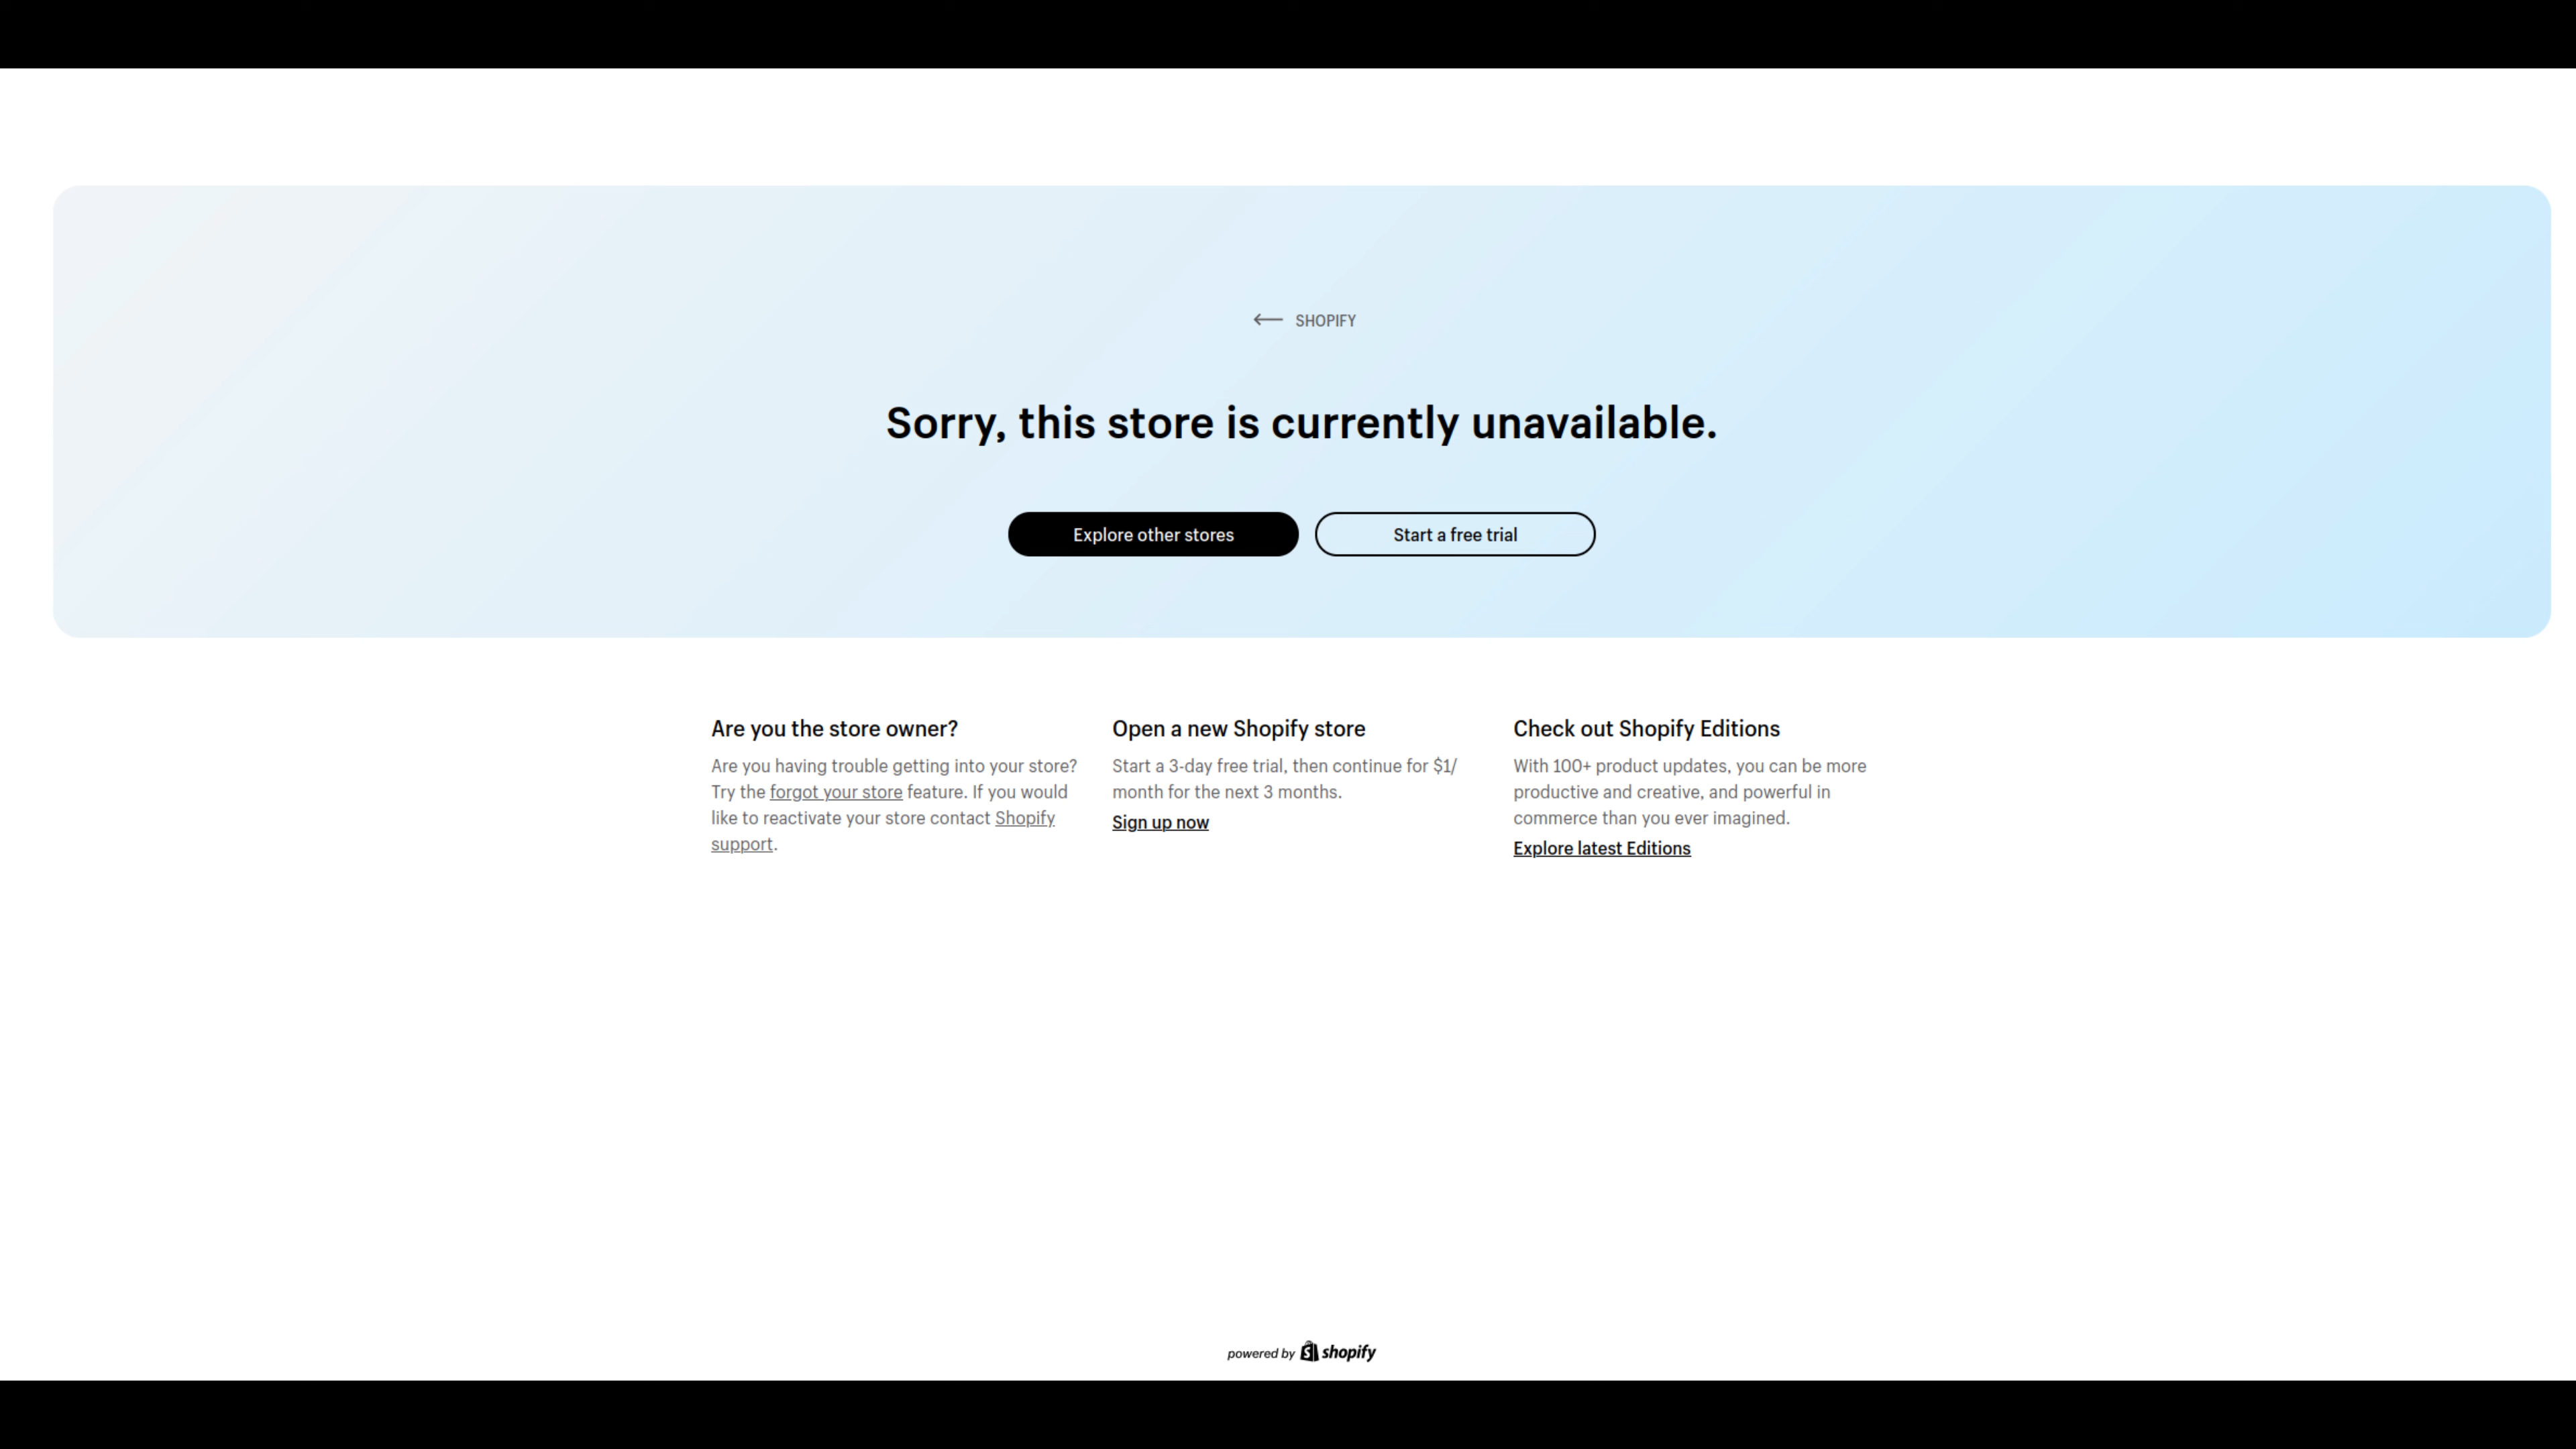 SHOPIFY
Sorry, this store is currently unavailable.
Explore other stores
Start a free trial
Are you the store owner?
Are you having trouble getting into your store?
Try the forgot your store feature. If you would
like to reactivate your store contact Shopify
support.
Open a new Shopify store
Start a 3-day free trial, then continue for $1/
month for the next 3 months.
Sign up now
Check out Shopify Editions
With 100+ product updates, you can be more
productive and creative, and powerful in
commerce than you ever imagined.
Explore latest Editions
powered by shopify